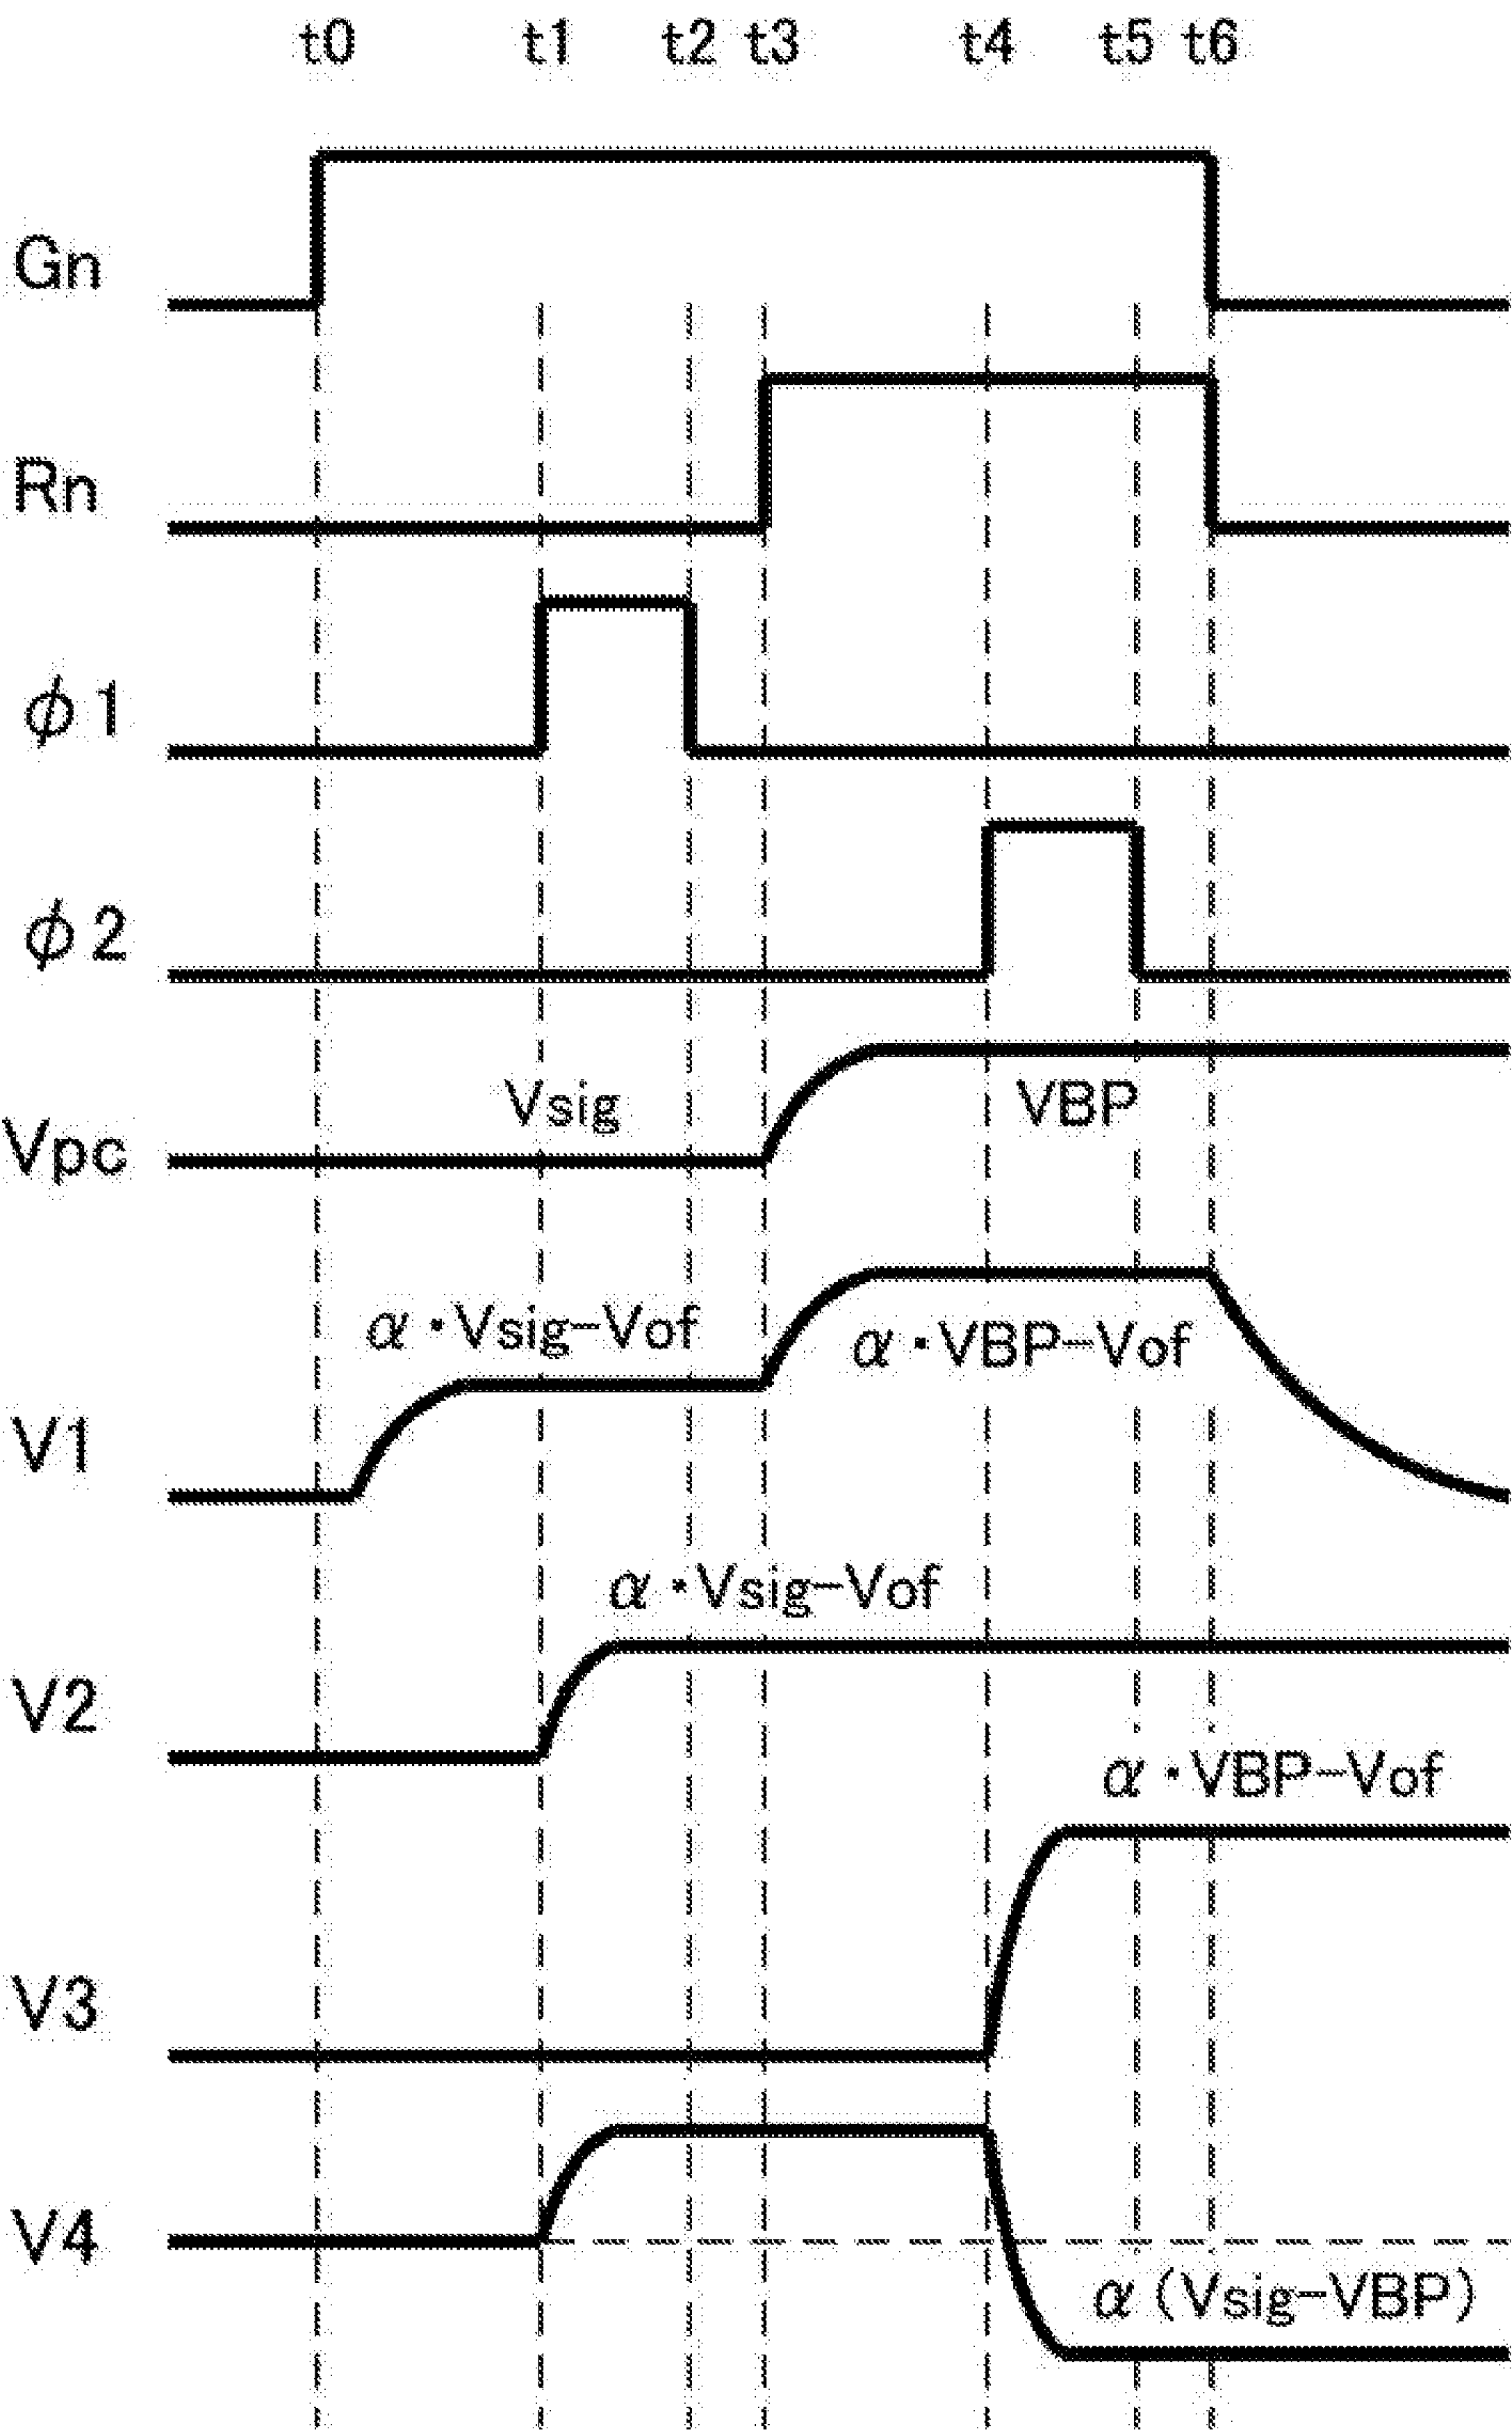 t0 t1 t2 t3 t4 t5 t6
Gn
Rn
φ1
φ2
Vsig VBP
Vpc
α・Vsig-Vof α・VBP-Vof
V1
α・Vsig-Vof
V2
α・VBP-Vof
V3
V4
α(Vsig-VBP)